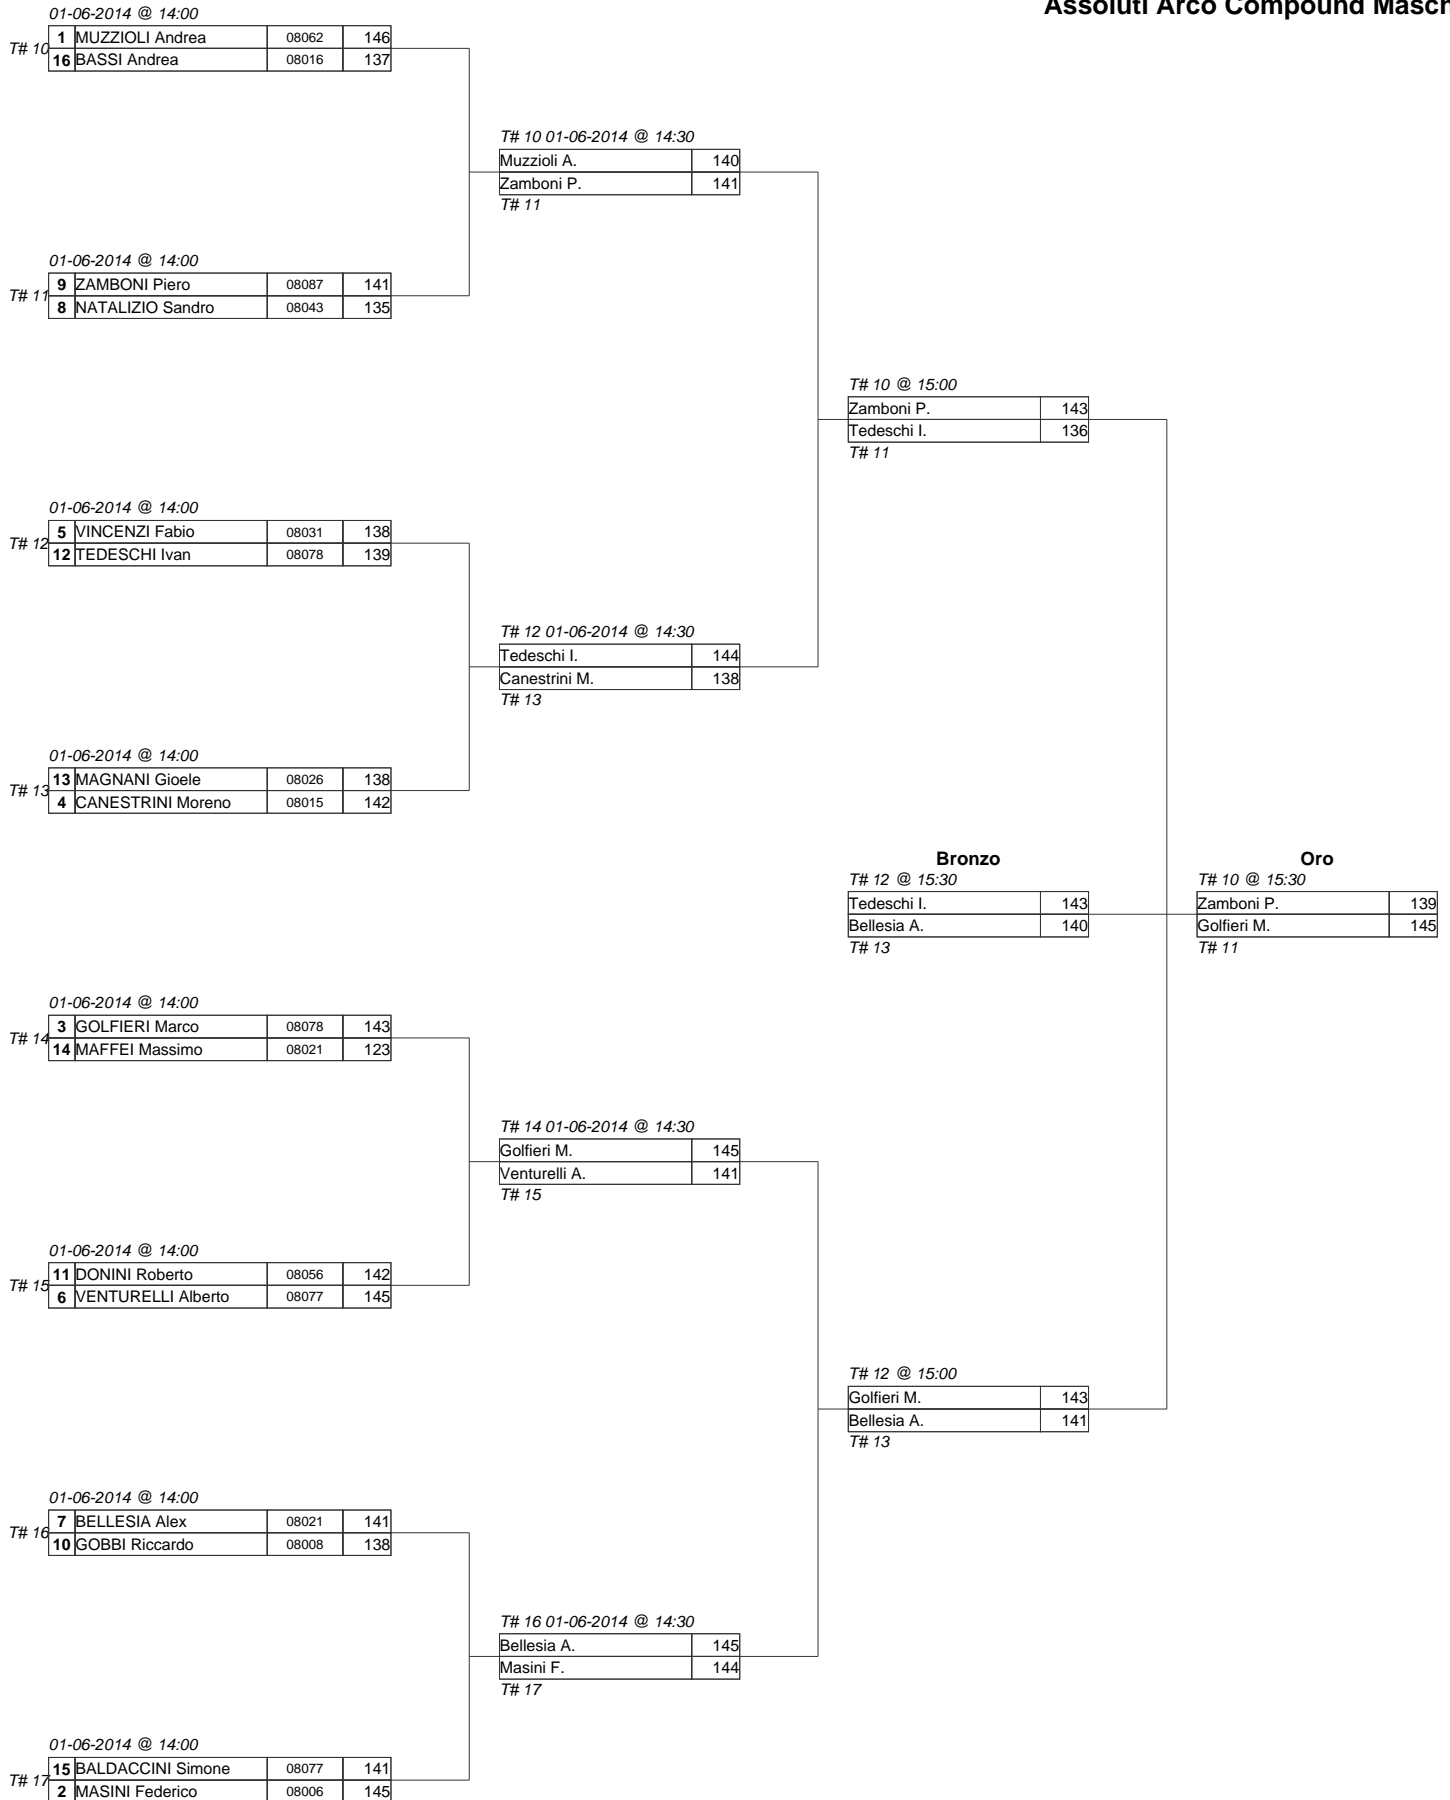 Assoluti Arco Compound Masch
01-06-2014 @ 14:00
T# 10
1 MUZZIOLI Andrea 08062 146
16 BASSI Andrea 08016 137
T# 10 01-06-2014 @ 14:30
Muzzioli A. 140
Zamboni P. 141
T# 11
01-06-2014 @ 14:00
T# 11
9 ZAMBONI Piero 08087 141
8 NATALIZIO Sandro 08043 135
T# 10 @ 15:00
Zamboni P. 143
Tedeschi I. 136
T# 11
01-06-2014 @ 14:00
T# 12
5 VINCENZI Fabio 08031 138
12 TEDESCHI Ivan 08078 139
T# 12 01-06-2014 @ 14:30
Tedeschi I. 144
Canestrini M. 138
T# 13
01-06-2014 @ 14:00
T# 13
13 MAGNANI Gioele 08026 138
4 CANESTRINI Moreno 08015 142
Bronzo
T# 12 @ 15:30
Tedeschi I. 143
Bellesia A. 140
T# 13
Oro
T# 10 @ 15:30
Zamboni P. 139
Golfieri M. 145
T# 11
01-06-2014 @ 14:00
T# 14
3 GOLFIERI Marco 08078 143
14 MAFFEI Massimo 08021 123
T# 14 01-06-2014 @ 14:30
Golfieri M. 145
Venturelli A. 141
T# 15
01-06-2014 @ 14:00
T# 15
11 DONINI Roberto 08056 142
6 VENTURELLI Alberto 08077 145
T# 12 @ 15:00
Golfieri M. 143
Bellesia A. 141
T# 13
01-06-2014 @ 14:00
T# 16
7 BELLESIA Alex 08021 141
10 GOBBI Riccardo 08008 138
T# 16 01-06-2014 @ 14:30
Bellesia A. 145
Masini F. 144
T# 17
01-06-2014 @ 14:00
T# 17
15 BALDACCINI Simone 08077 141
2 MASINI Federico 08006 145